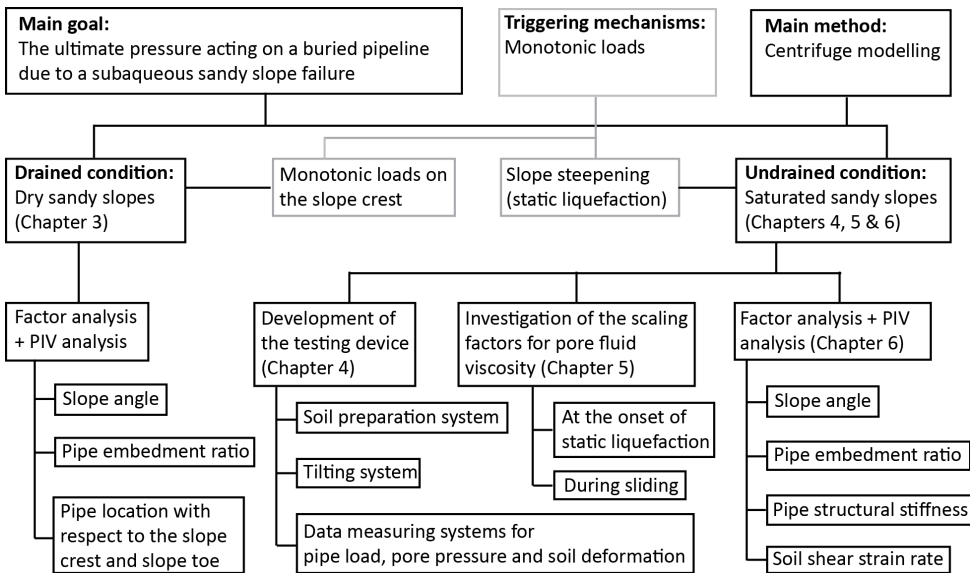 Main goal:
The ultimate pressure acting on a buried pipeline
due to a subaqueous sandy slope failure
Triggering mechanisms:
Monotonic loads
Main method:
Centrifuge modelling
Drained condition:
Dry sandy slopes
(Chapter 3)
Monotonic loads on
the slope crest
Slope steepening
(static liquefaction)
Undrained condition:
Saturated sandy slopes
(Chapters 4, 5 & 6)
Factor analysis
+ PIV analysis
Slope angle
Pipe embedment ratio
Pipe location with
respect to the slope
crest and slope toe
Development of
the testing device
(Chapter 4)
Soil preparation system
Tilting system
Data measuring systems for
pipe load, pore pressure and soil deformation
Investigation of the scaling
factors for pore fluid
viscosity (Chapter 5)
At the onset of
static liquefaction
During sliding
Factor analysis + PIV
analysis (Chapter 6)
Slope angle
Pipe embedment ratio
Pipe structural stiffness
Soil shear strain rate